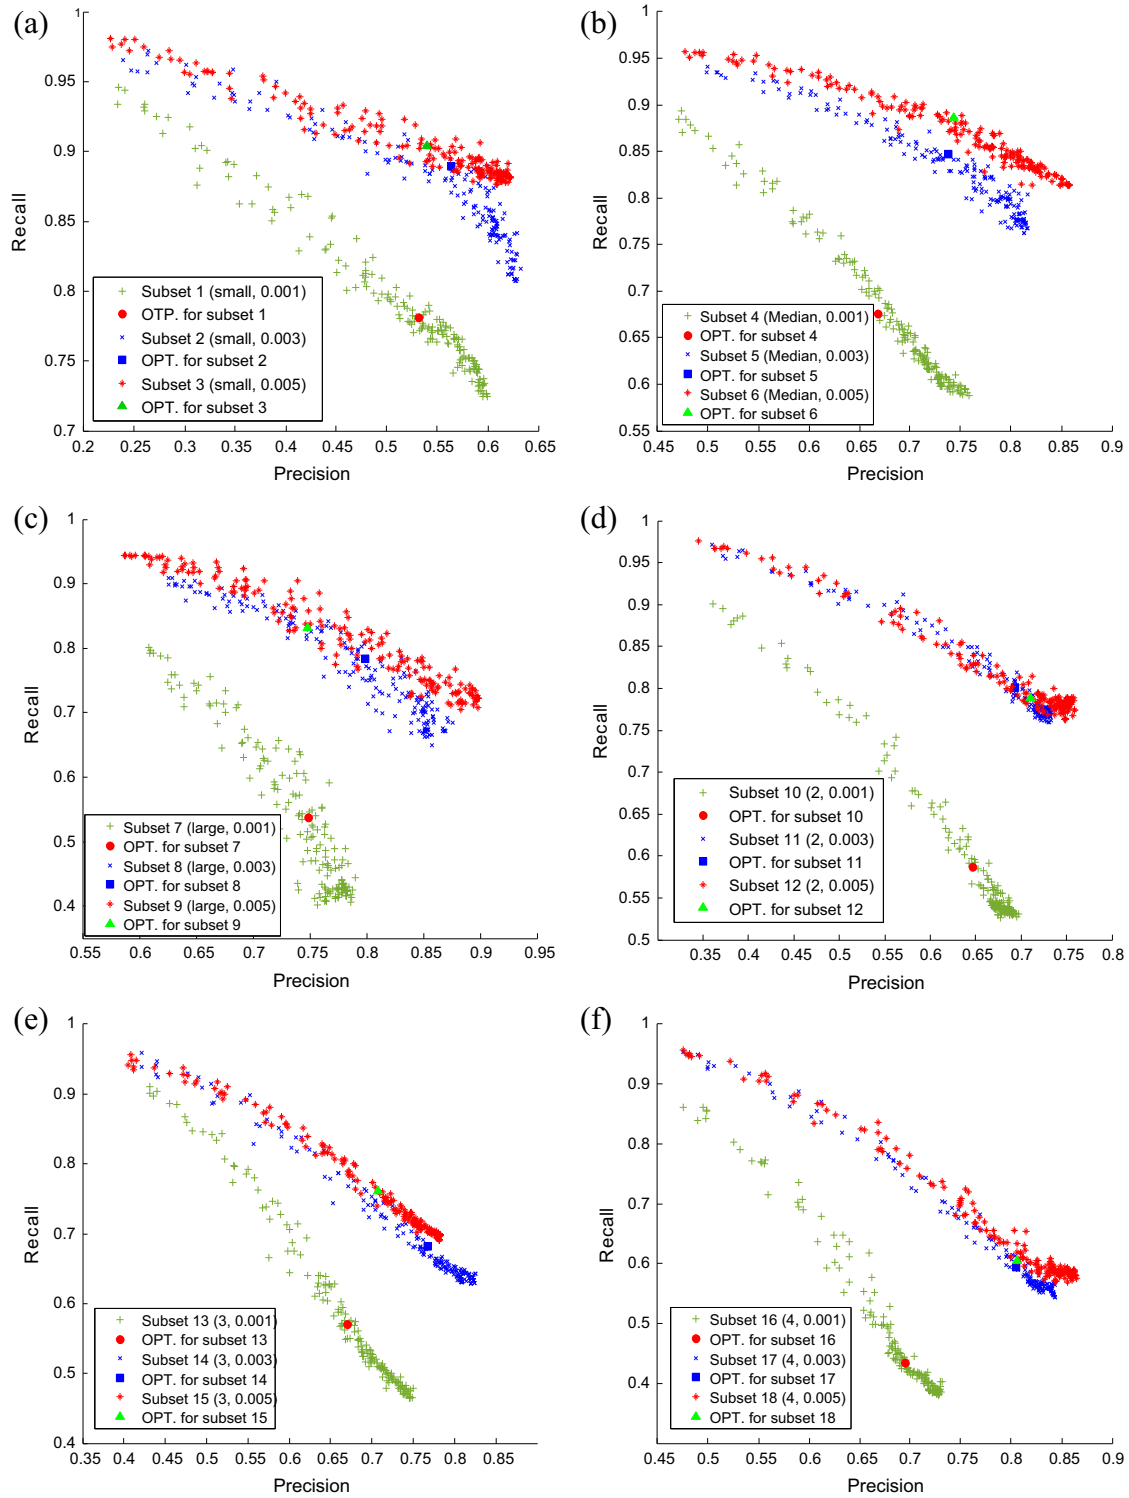 (a)
1
0.95
0.9
0.85
0.8
0.75
0.7
Recall
Subset 1 (small, 0.001)
OTP. for subset 1
Subset 2 (small, 0.003)
OPT. for subset 2
Subset 3 (small, 0.005)
OPT. for subset 3
0.2 0.25 0.3 0.35 0.4 0.45 0.5 0.55 0.6 0.65
Precision
(b)
1
0.95
0.9
0.85
0.8
0.75
0.7
0.65
0.6
0.55
Recall
Subset 4 (Median, 0.001)
OPT. for subset 4
Subset 5 (Median, 0.003)
OPT. for subset 5
Subset 6 (Median, 0.005)
OPT. for subset 6
0.45 0.5 0.55 0.6 0.65 0.7 0.75 0.8 0.85 0.9
Precision
(c)
1
0.9
0.8
0.7
0.6
0.5
0.4
Recall
Subset 7 (large, 0.001)
OPT. for subset 7
Subset 8 (large, 0.003)
OPT. for subset 8
Subset 9 (large, 0.005)
OPT. for subset 9
0.55 0.6 0.65 0.7 0.75 0.8 0.85 0.9 0.95
Precision
(d)
1
0.95
0.9
0.85
0.8
0.75
0.7
0.65
0.6
0.55
0.5
Recall
Subset 10 (2, 0.001)
OPT. for subset 10
Subset 11 (2, 0.003)
OPT. for subset 11
Subset 12 (2, 0.005)
OPT. for subset 12
0.35 0.4 0.45 0.5 0.55 0.6 0.65 0.7 0.75 0.8
Precision
(e)
1
0.9
0.8
0.7
0.6
0.5
0.4
Recall
Subset 13 (3, 0.001)
OPT. for subset 13
Subset 14 (3, 0.003)
OPT. for subset 14
Subset 15 (3, 0.005)
OPT. for subset 15
0.35 0.4 0.45 0.5 0.55 0.6 0.65 0.7 0.75 0.8 0.85
Precision
(f)
1
0.9
0.8
0.7
0.6
0.5
0.4
Recall
Subset 16 (4, 0.001)
OPT. for subset 16
Subset 17 (4, 0.003)
OPT. for subset 17
Subset 18 (4, 0.005)
OPT. for subset 18
0.45 0.5 0.55 0.6 0.65 0.7 0.75 0.8 0.85 0.9
Precision